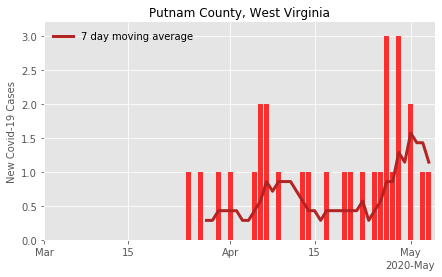 Putnam County, West Virginia
7 day moving average
New Covid-19 Cases
3.0
2.5
2.0
1.5
1.0
0.5
0.0
Mar 15 Apr 15 May
2020-May